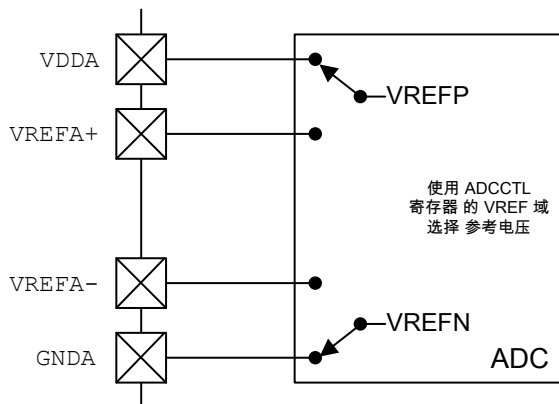 VDDA
VREFP
VREFA+
使用 ADCCTL
寄存器 的 VREF 域
选择 参考电压
VREFA-
VREFN
GNDA
ADC